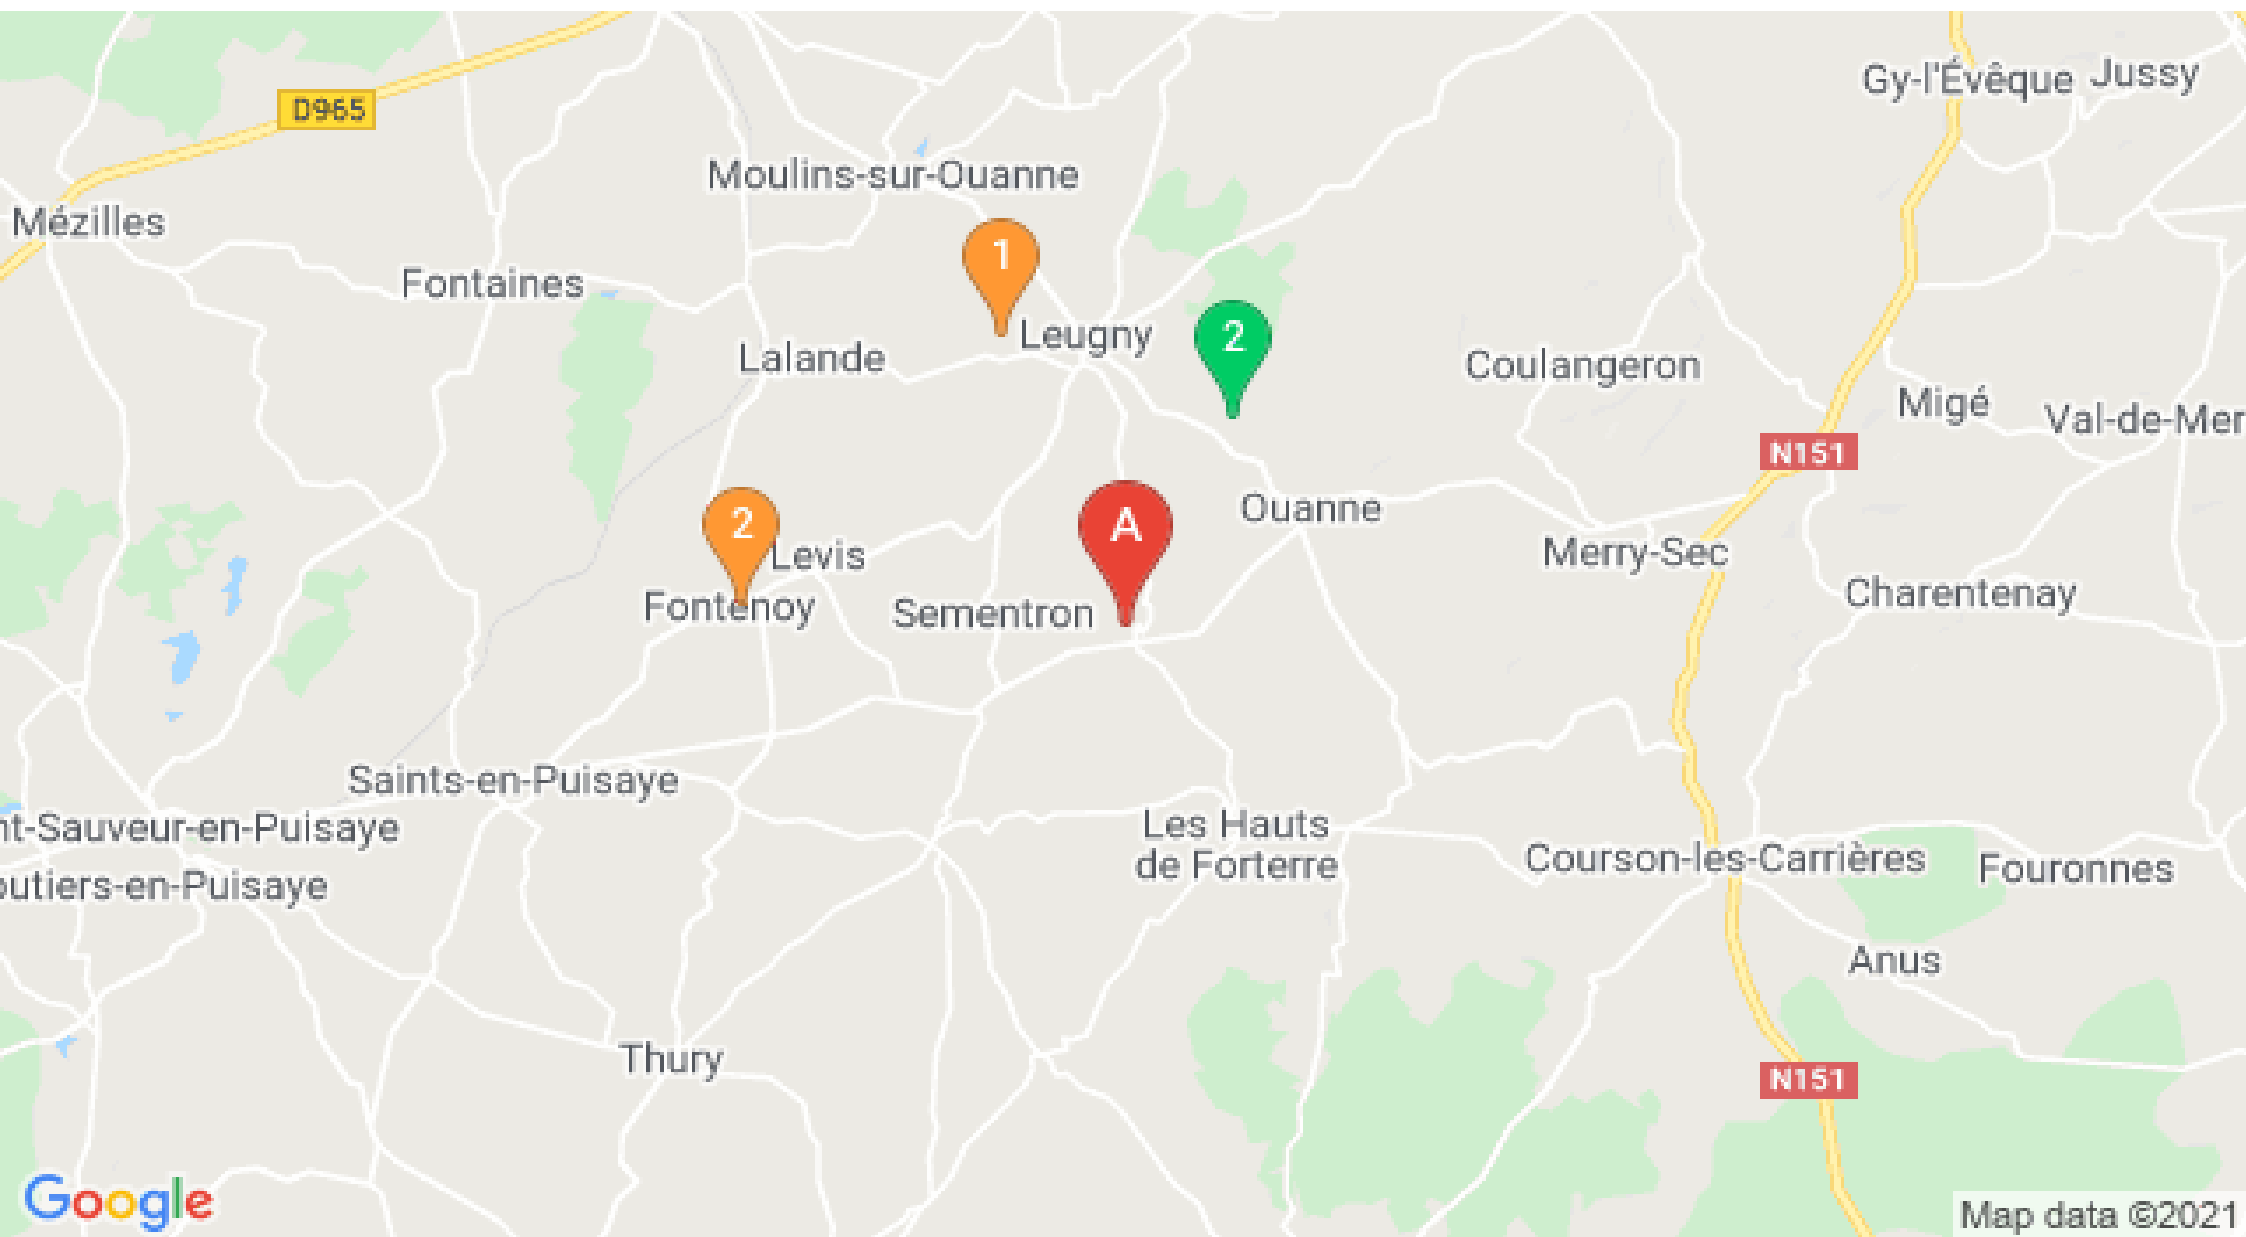 Gy-l'Évêque
Jussy
D965
Moulins-sur-Ouanne
Mézilles
1
Fontaines
Leugny
2
Lalande
Coulangeron
Migé
Val-de-Mer
N151
Ouanne
2
A
Levis
Merry-Sec
Charentenay
Fontenoy
Sementron
Saints-en-Puisaye
nt-Sauveur-en-Puisaye
Les Hauts
de Forterre
Courson-les-Carrières
Fouronnes
outiers-en-Puisaye
Anus
Thury
N151
Google
Map data ©2021